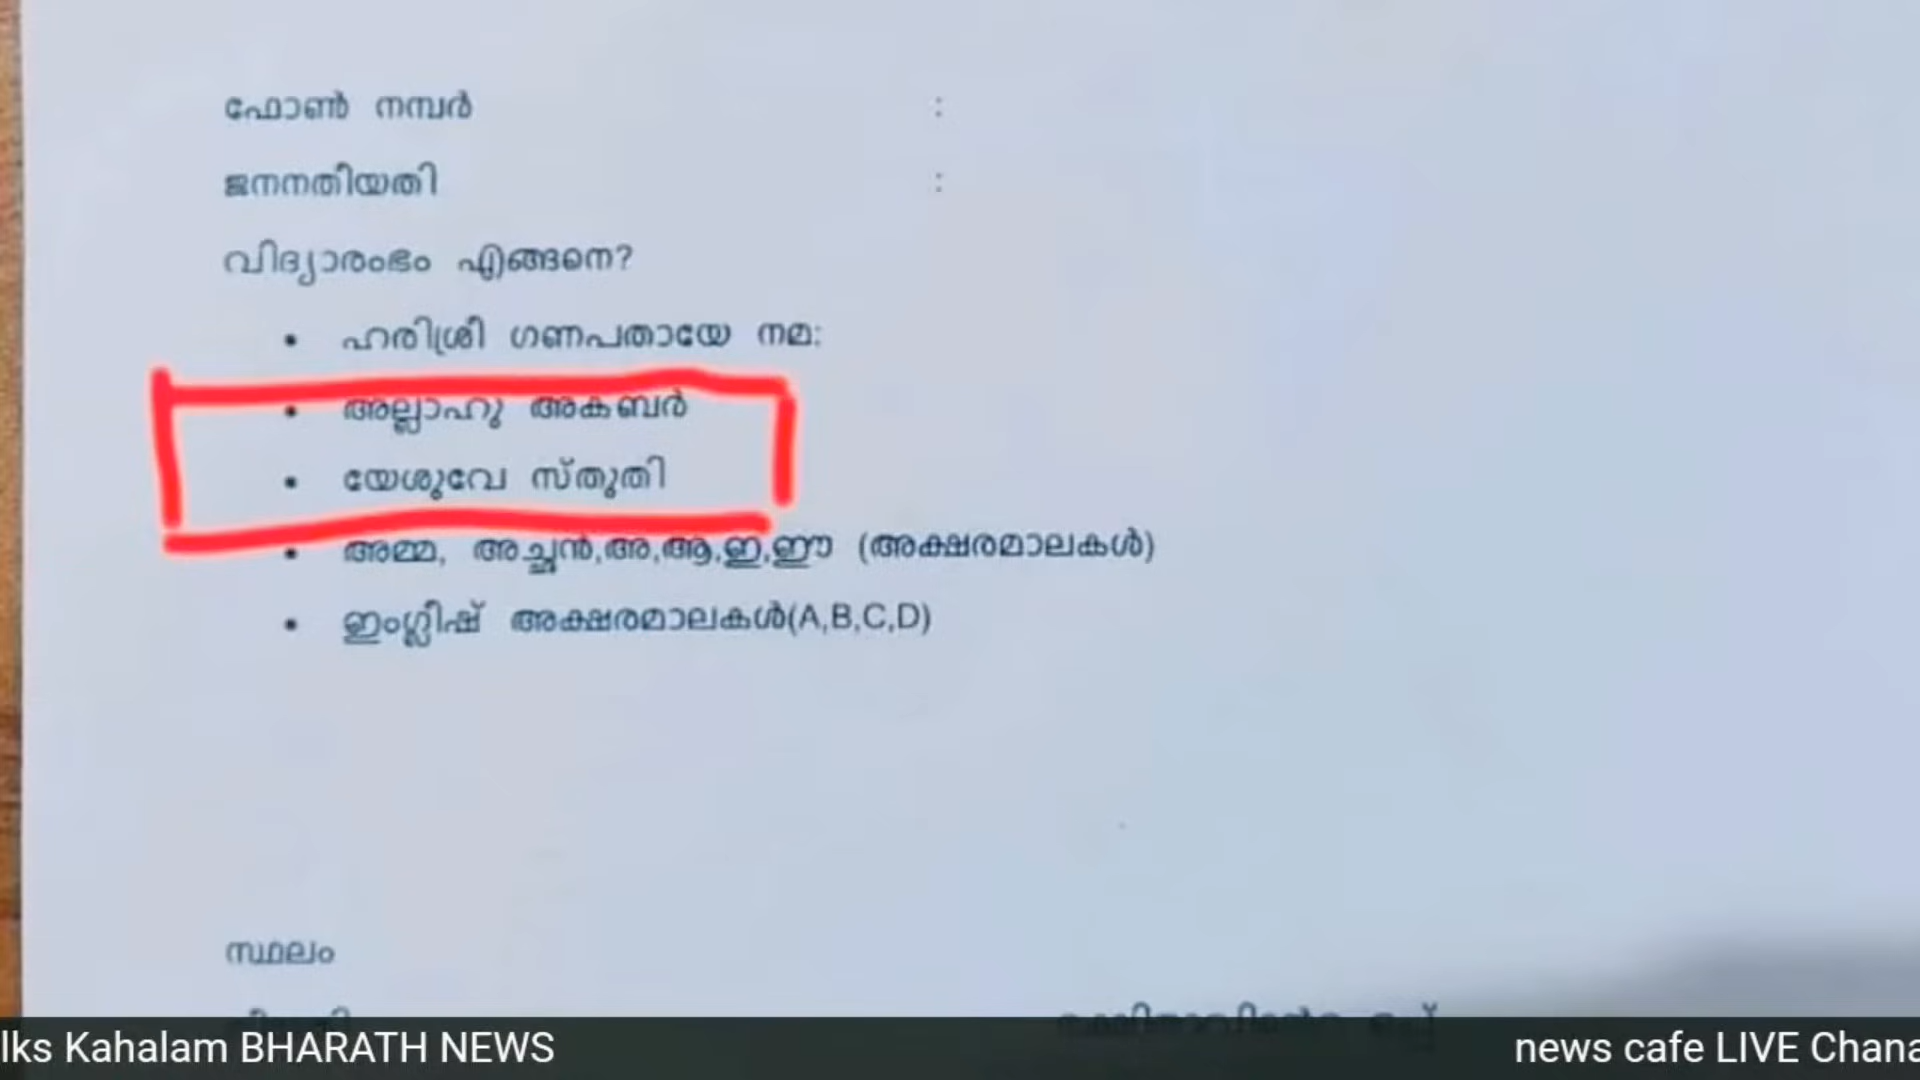 ഫോൺ നമ്പർ :
ജനനതീയതി :
വിദ്യാരംഭം എങ്ങനെ?
• ഹരിശ്രീ ഗണപതായേ നമ:
• അല്ലാഹു അകബർ
• യേശുവേ സ്തുതി
• അമ്മ, അച്ഛൻ,അ,ആ,ഇ,ഈ (അക്ഷരമാലകൾ)
• ഇംഗ്ലീഷ് അക്ഷരമാലകൾ(A,B,C,D)
സ്ഥലം
lks Kahalam BHARATH NEWS news cafe LIVE Chana